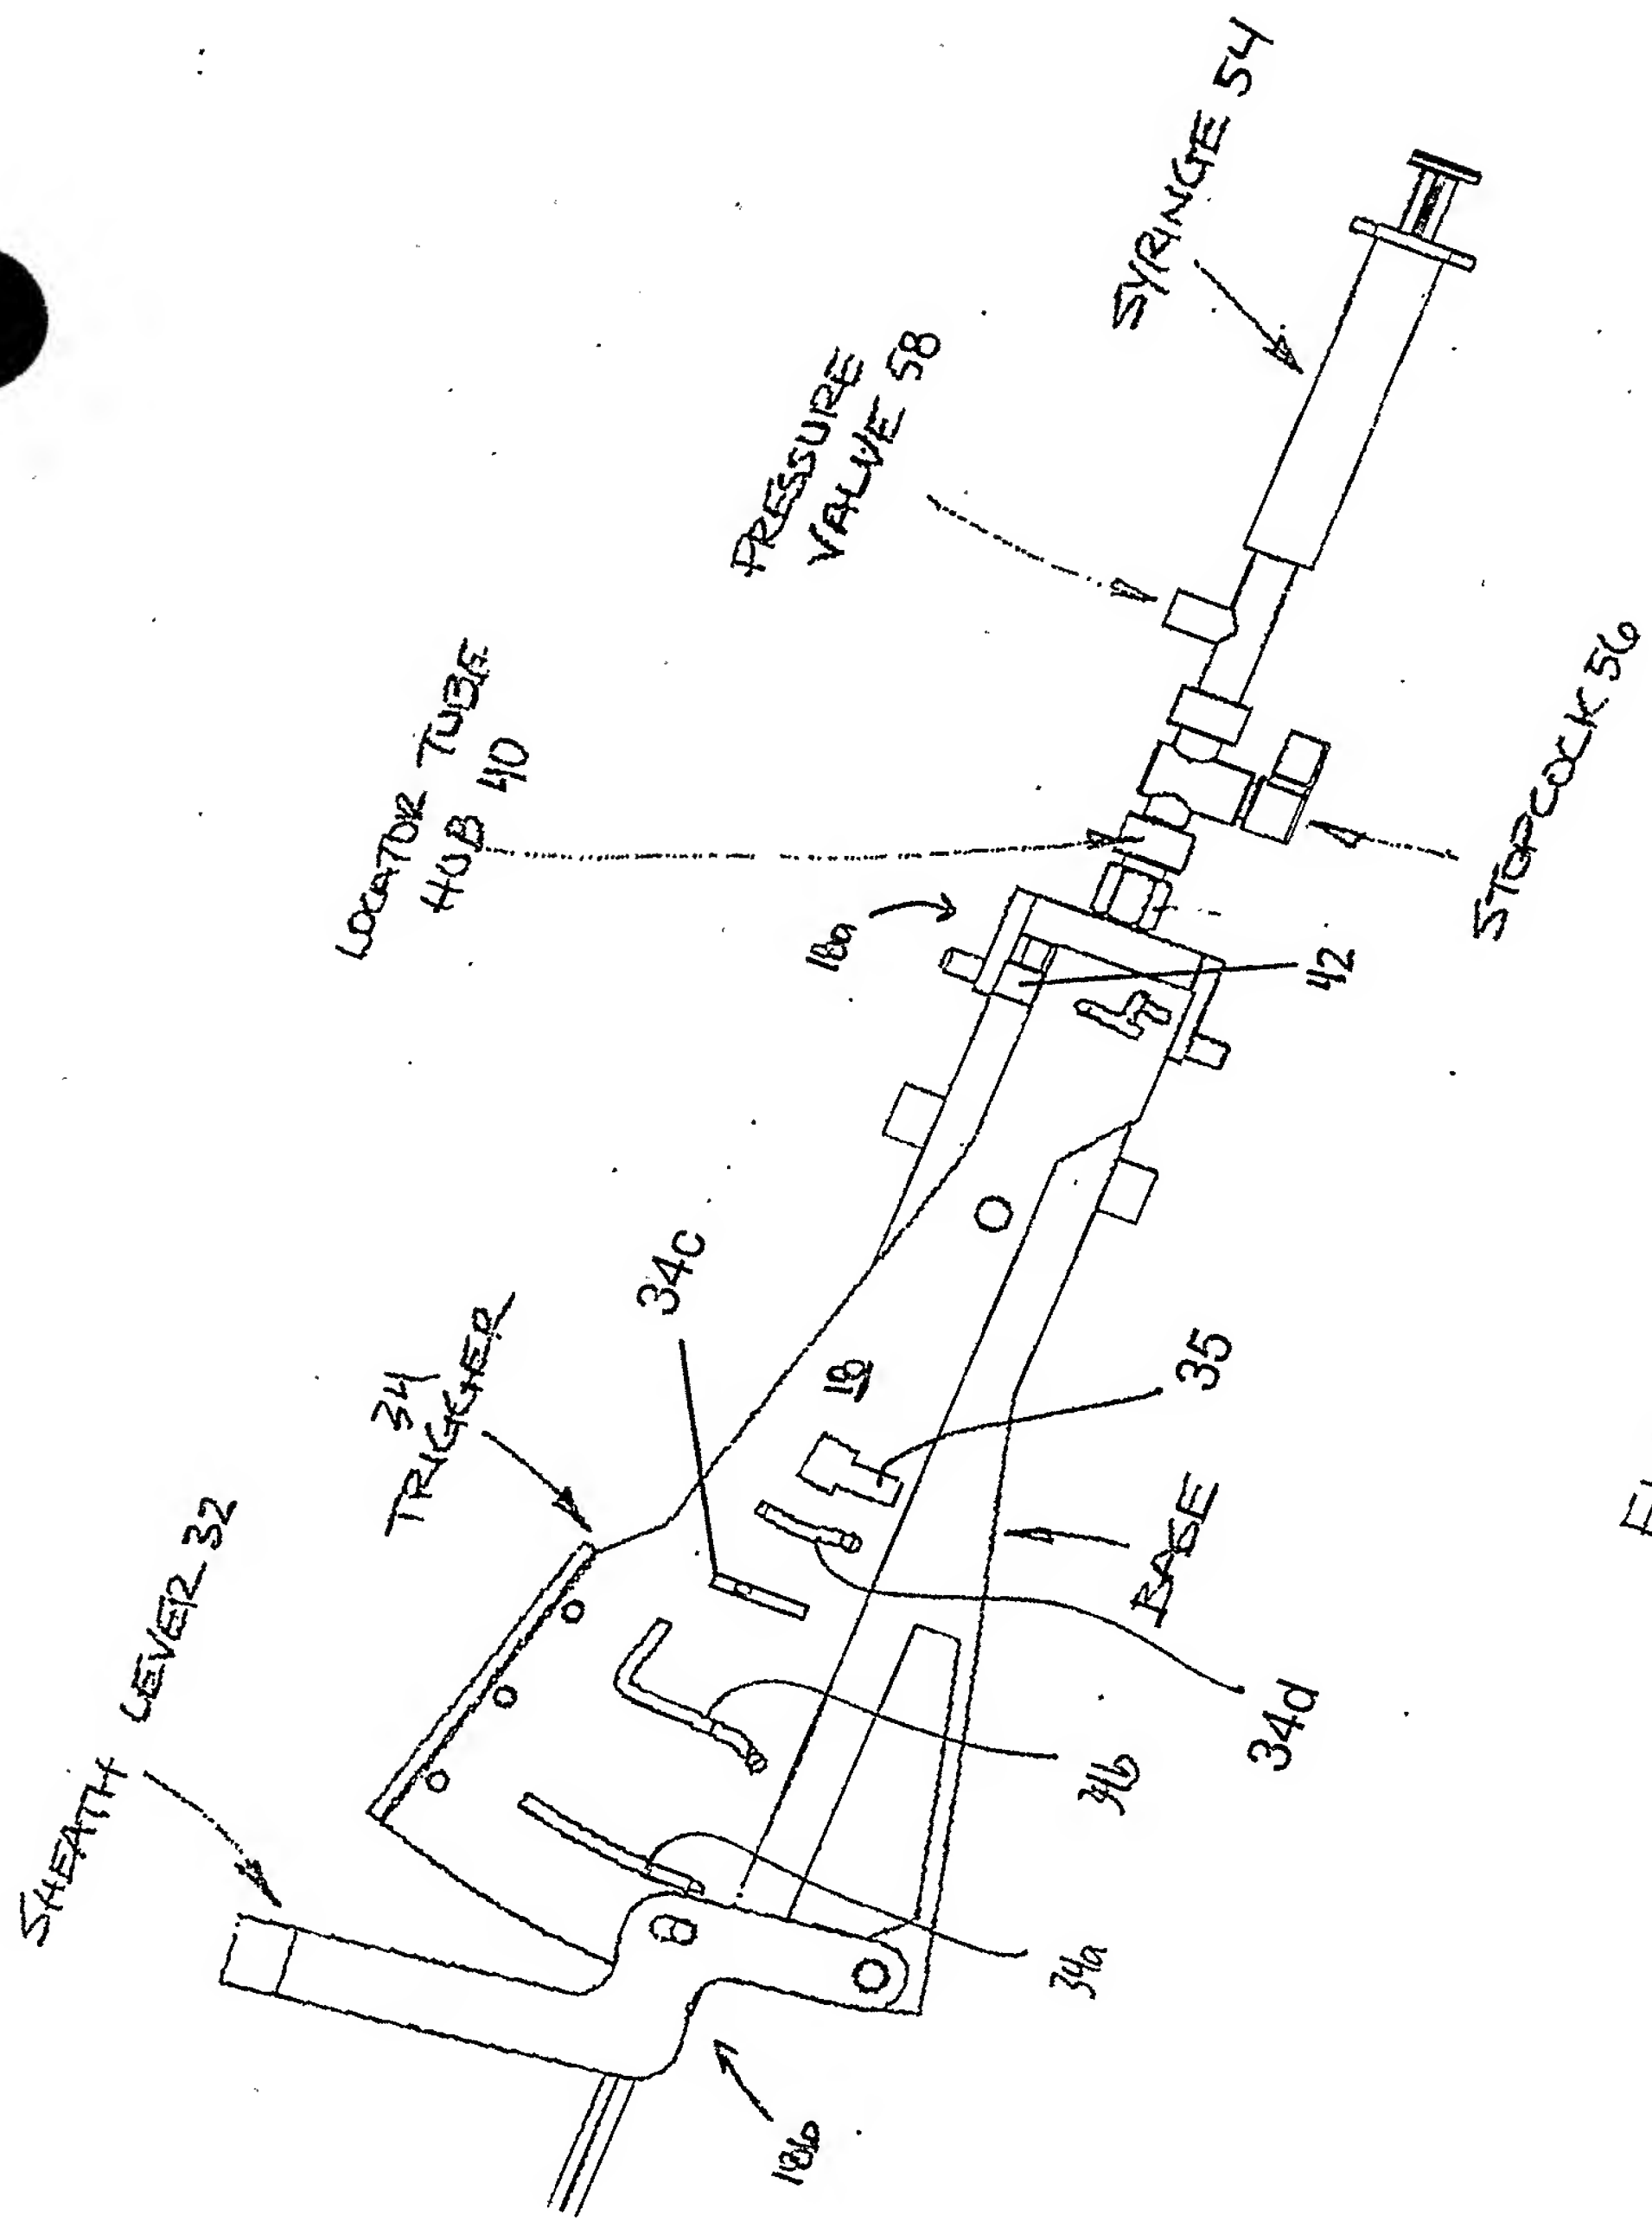 SYRINGE 54
PRESSURE
VALVE 58
LOCATOR TUBE
HUB 40
STOPCOCK 56
18a
42
34c
34
TRIGGER
18
35
SHEATH LEVER 32
BASE
34d
34b
34a
18b